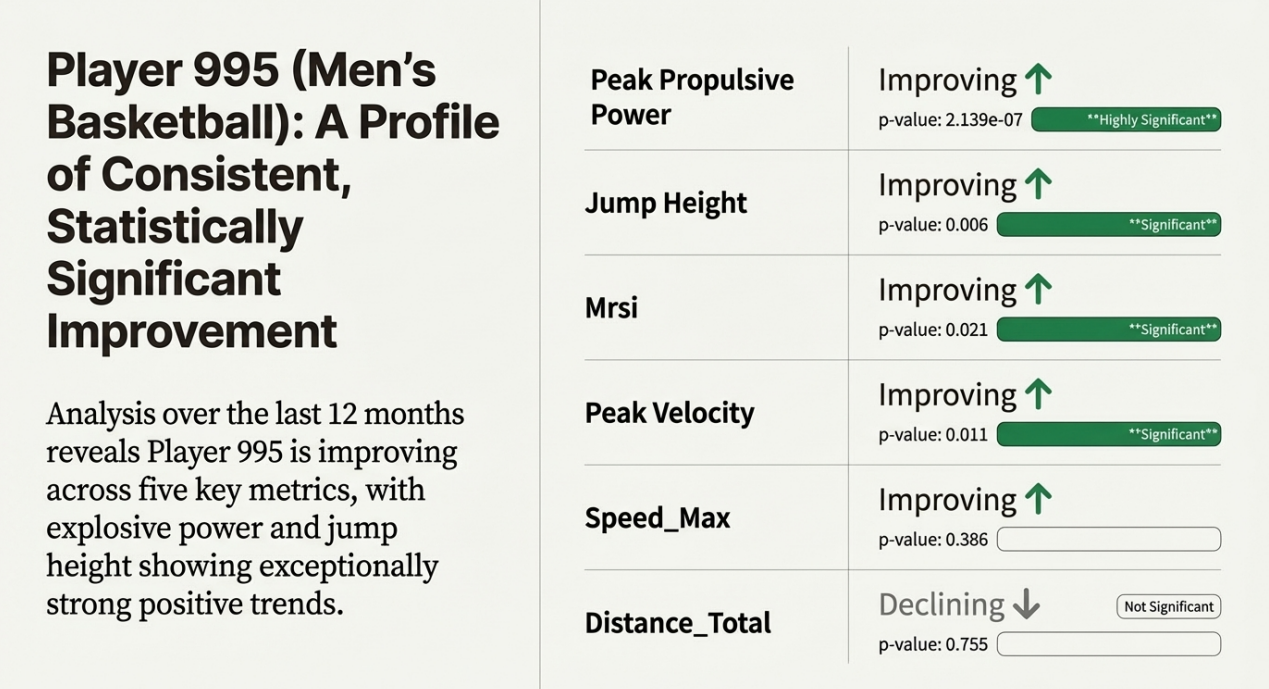 Player 995 (Men’s
Basketball): A Profile
of Consistent,
Statistically
Significant
Improvement
Analysis over the last 12 months
reveals Player 995 is improving
across five key metrics, with
explosive power and jump
height showing exceptionally
strong positive trends.
Peak Propulsive
Power
Improving ↑
p-value: 2.139e-07 **Highly Significant**
Jump Height
Improving ↑
p-value: 0.006 **Significant**
Mrsi
Improving ↑
p-value: 0.021 **Significant**
Peak Velocity
Improving ↑
p-value: 0.011 **Significant**
Speed_Max
Improving ↑
p-value: 0.386
Distance_Total
Declining ↓ Not Significant
p-value: 0.755